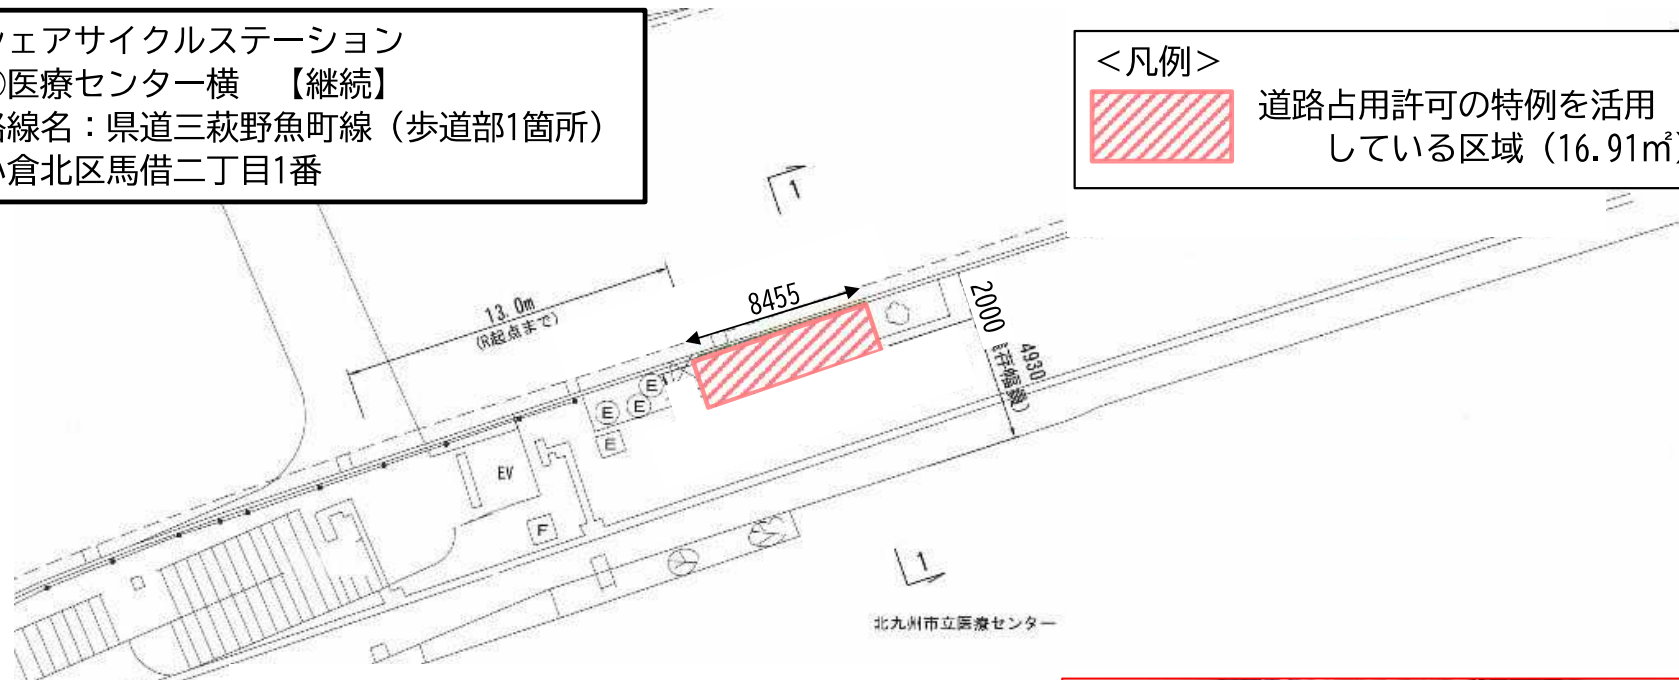 ェアサイクルステーション
医療センター横　【継続】
線名：県道三萩野魚町線（歩道部1箇所）
倉北区馬借二丁目1番
＜凡例＞
道路占用許可の特例を活用
している区域（16.91㎡）
1
13.0m
(R起点まで)
8455
2000
4930
E
E
E
E
EV
F
1
北九州市立医療センター